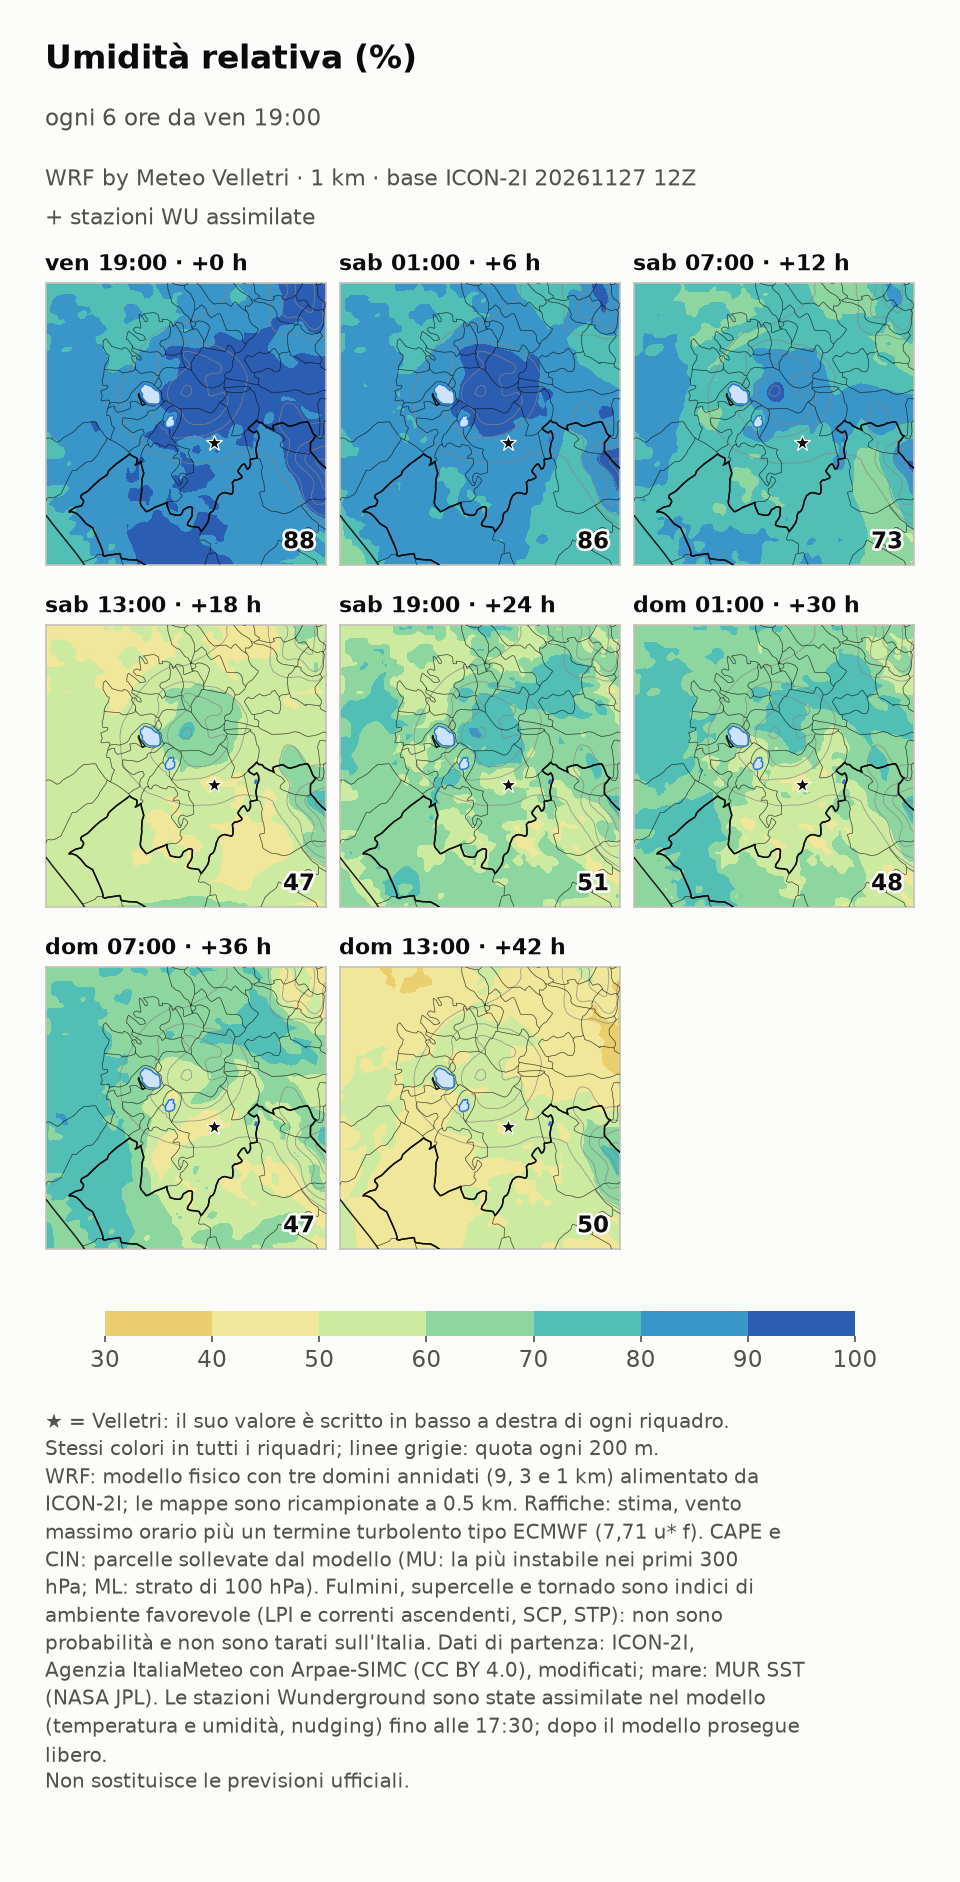 Umidità relativa (%)
ogni 6 ore da ven 19:00
WRF by Meteo Velletri · 1 km · base ICON-2I 20261127 12Z
+ stazioni WU assimilate
ven 19:00 · +0 h
sab 01:00 · +6 h
sab 07:00 · +12 h
88
86
73
sab 13:00 · +18 h
sab 19:00 · +24 h
dom 01:00 · +30 h
47
51
48
dom 07:00 · +36 h
dom 13:00 · +42 h
47
50
30 40 50 60 70 80 90 100
★ = Velletri: il suo valore è scritto in basso a destra di ogni riquadro.
Stessi colori in tutti i riquadri; linee grigie: quota ogni 200 m.
WRF: modello fisico con tre domini annidati (9, 3 e 1 km) alimentato da
ICON-2I; le mappe sono ricampionate a 0.5 km. Raffiche: stima, vento
massimo orario più un termine turbolento tipo ECMWF (7,71 u* f). CAPE e
CIN: parcelle sollevate dal modello (MU: la più instabile nei primi 300
hPa; ML: strato di 100 hPa). Fulmini, supercelle e tornado sono indici di
ambiente favorevole (LPI e correnti ascendenti, SCP, STP): non sono
probabilità e non sono tarati sull'Italia. Dati di partenza: ICON-2I,
Agenzia ItaliaMeteo con Arpae-SIMC (CC BY 4.0), modificati; mare: MUR SST
(NASA JPL). Le stazioni Wunderground sono state assimilate nel modello
(temperatura e umidità, nudging) fino alle 17:30; dopo il modello prosegue
libero.
Non sostituisce le previsioni ufficiali.